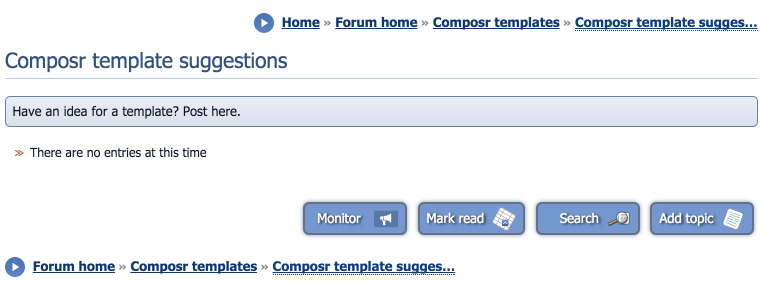 Home » Forum home » Composr templates » Composr template sugges...
Composr template suggestions
Have an idea for a template? Post here.
» There are no entries at this time
Monitor Mark read Search Add topic
Forum home » Composr templates » Composr template sugges...